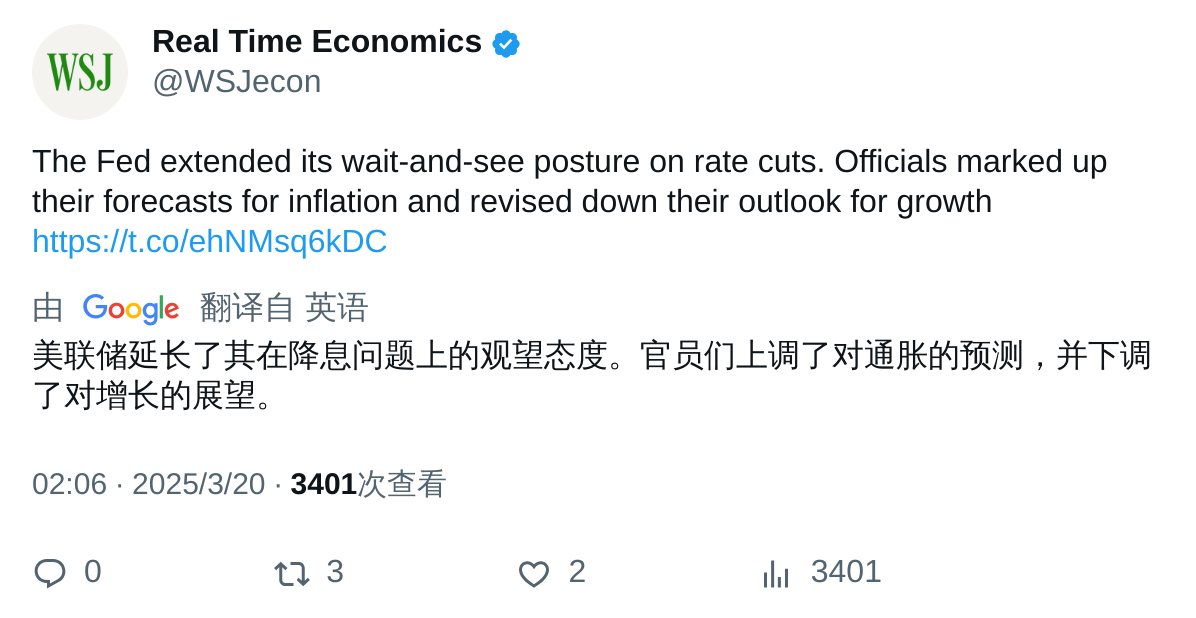 WSJ
Real Time Economics
@WSJecon
The Fed extended its wait-and-see posture on rate cuts. Officials marked up
their forecasts for inflation and revised down their outlook for growth
https://t.co/ehNMsq6kDC
由 Google 翻译自 英语
美联储延长了其在降息问题上的观望态度。官员们上调了对通胀的预测，并下调
了对增长的展望。
02:06 · 2025/3/20 · 3401次查看
0 3 2 3401